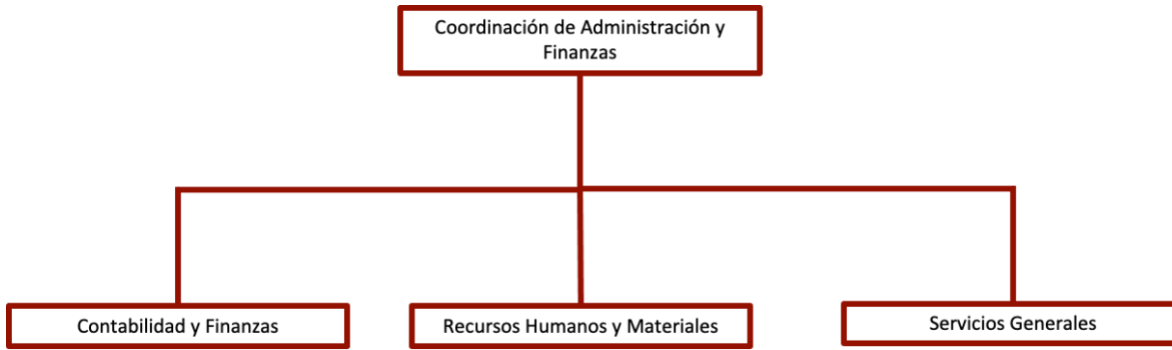 Coordinación de Administración y
Finanzas
Contabilidad y Finanzas
Recursos Humanos y Materiales
Servicios Generales